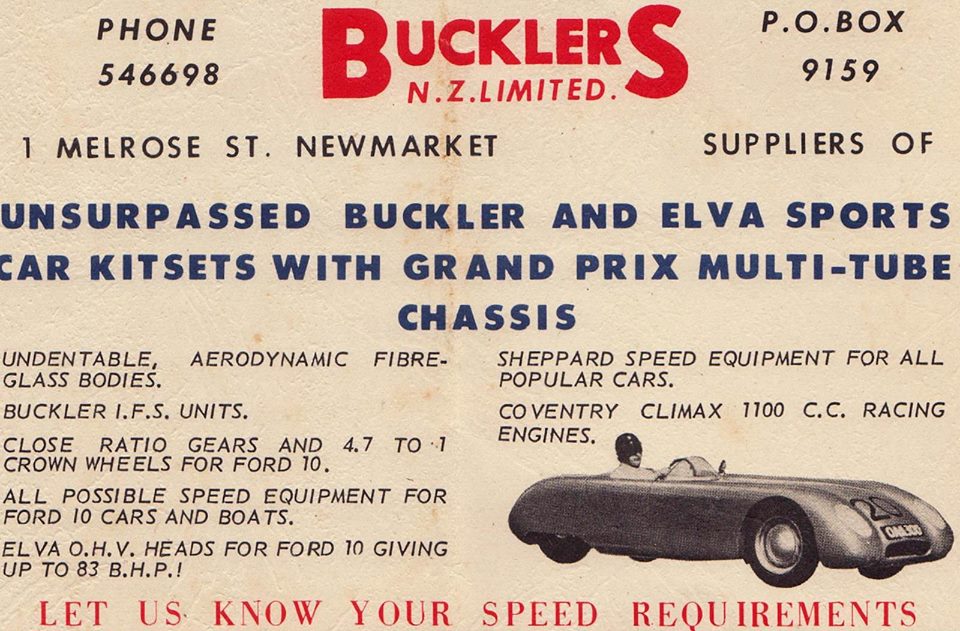 PHONE
546698
BUCKLERS
N.Z.LIMITED.
P.O.BOX
9159
1 MELROSE ST. NEWMARKET
SUPPLIERS OF
UNSURPASSED BUCKLER AND ELVA SPORTS
CAR KITSETS WITH GRAND PRIX MULTI-TUBE
CHASSIS
UNDENTABLE, AERODYNAMIC FIBRE-
GLASS BODIES.
BUCKLER I.F.S. UNITS.
CLOSE RATIO GEARS AND 4.7 TO 1
CROWN WHEELS FOR FORD 10.
ALL POSSIBLE SPEED EQUIPMENT FOR
FORD 10 CARS AND BOATS.
ELVA O.H.V. HEADS FOR FORD 10 GIVING
UP TO 83 B.H.P.!
SHEPPARD SPEED EQUIPMENT FOR ALL
POPULAR CARS.
COVENTRY CLIMAX 1100 C.C. RACING
ENGINES.
20
LET US KNOW YOUR SPEED REQUIREMENTS